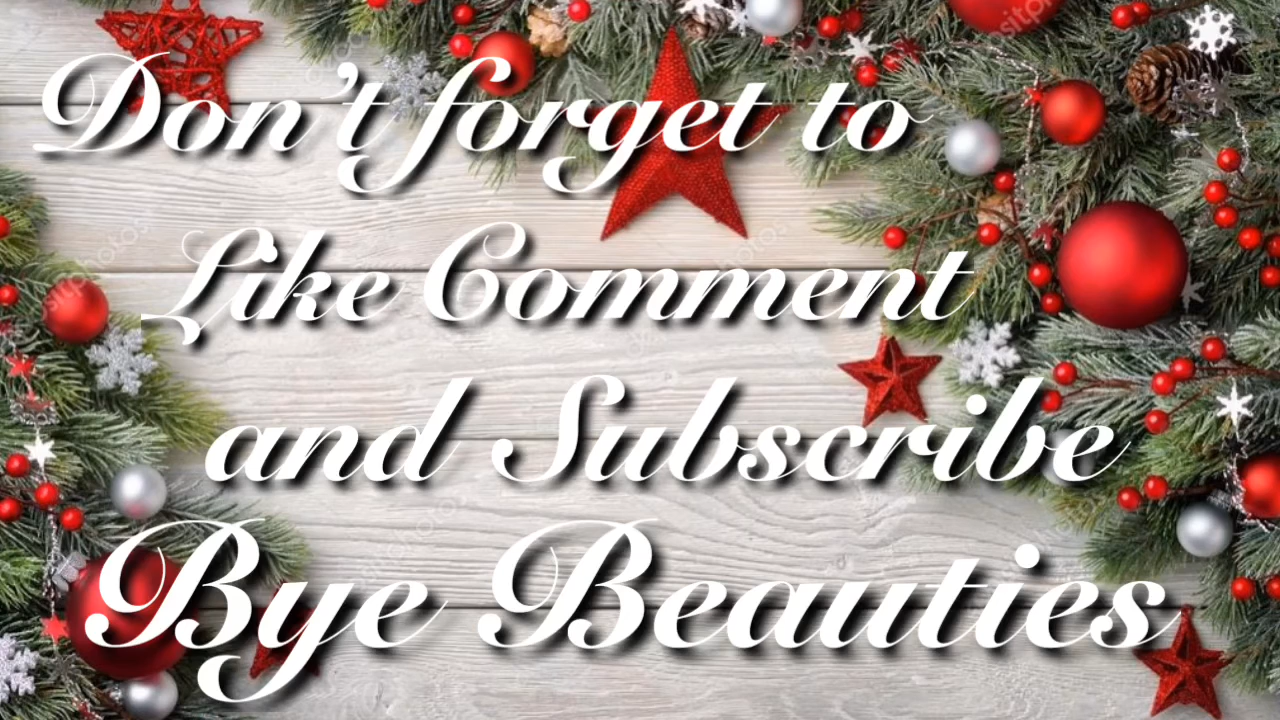 Don't forget to
Like Comment
and Subscribe
Bye Beauties